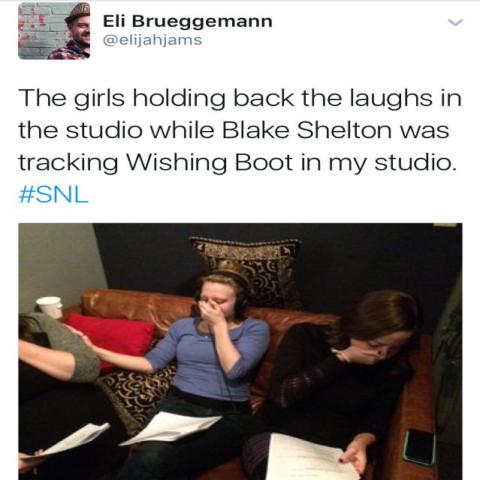 Eli Brueggemann
@elijahjams
The girls holding back the laughs in
the studio while Blake Shelton was
tracking Wishing Boot in my studio.
#SNL